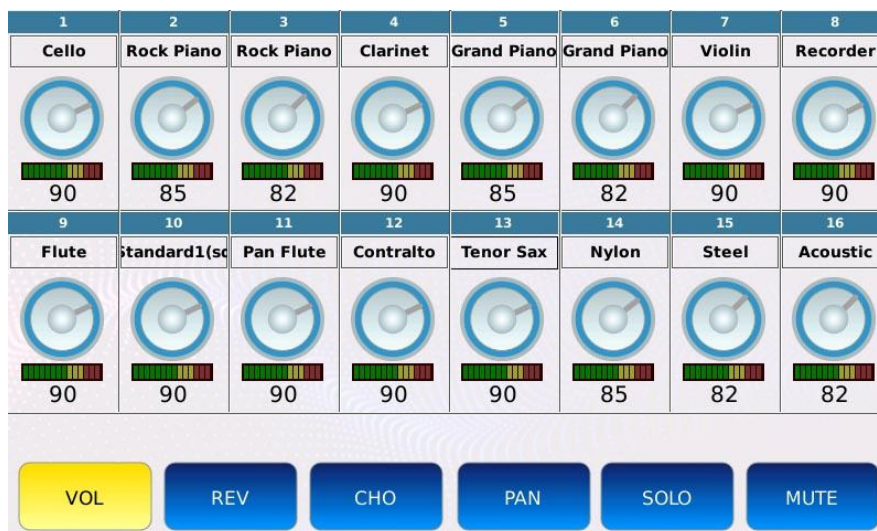 1 2 3 4 5 6 7 8
Cello Rock Piano Rock Piano Clarinet Grand Piano Grand Piano Violin Recorder
90 85 82 90 85 82 90 90
9 10 11 12 13 14 15 16
Flute Standard1(sc Pan Flute Contralto Tenor Sax Nylon Steel Acoustic
90 90 90 90 90 85 82 82
VOL REV CHO PAN SOLO MUTE